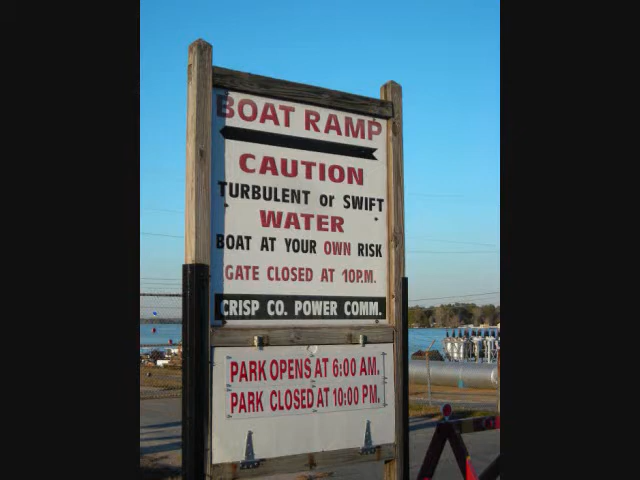 BOAT RAMP
CAUTION
TURBULENT or SWIFT
WATER
BOAT AT YOUR OWN RISK
GATE CLOSED AT 10P.M.
CRISP CO. POWER COMM.
PARK OPENS AT 6:00 AM.
PARK CLOSED AT 10:00 PM.